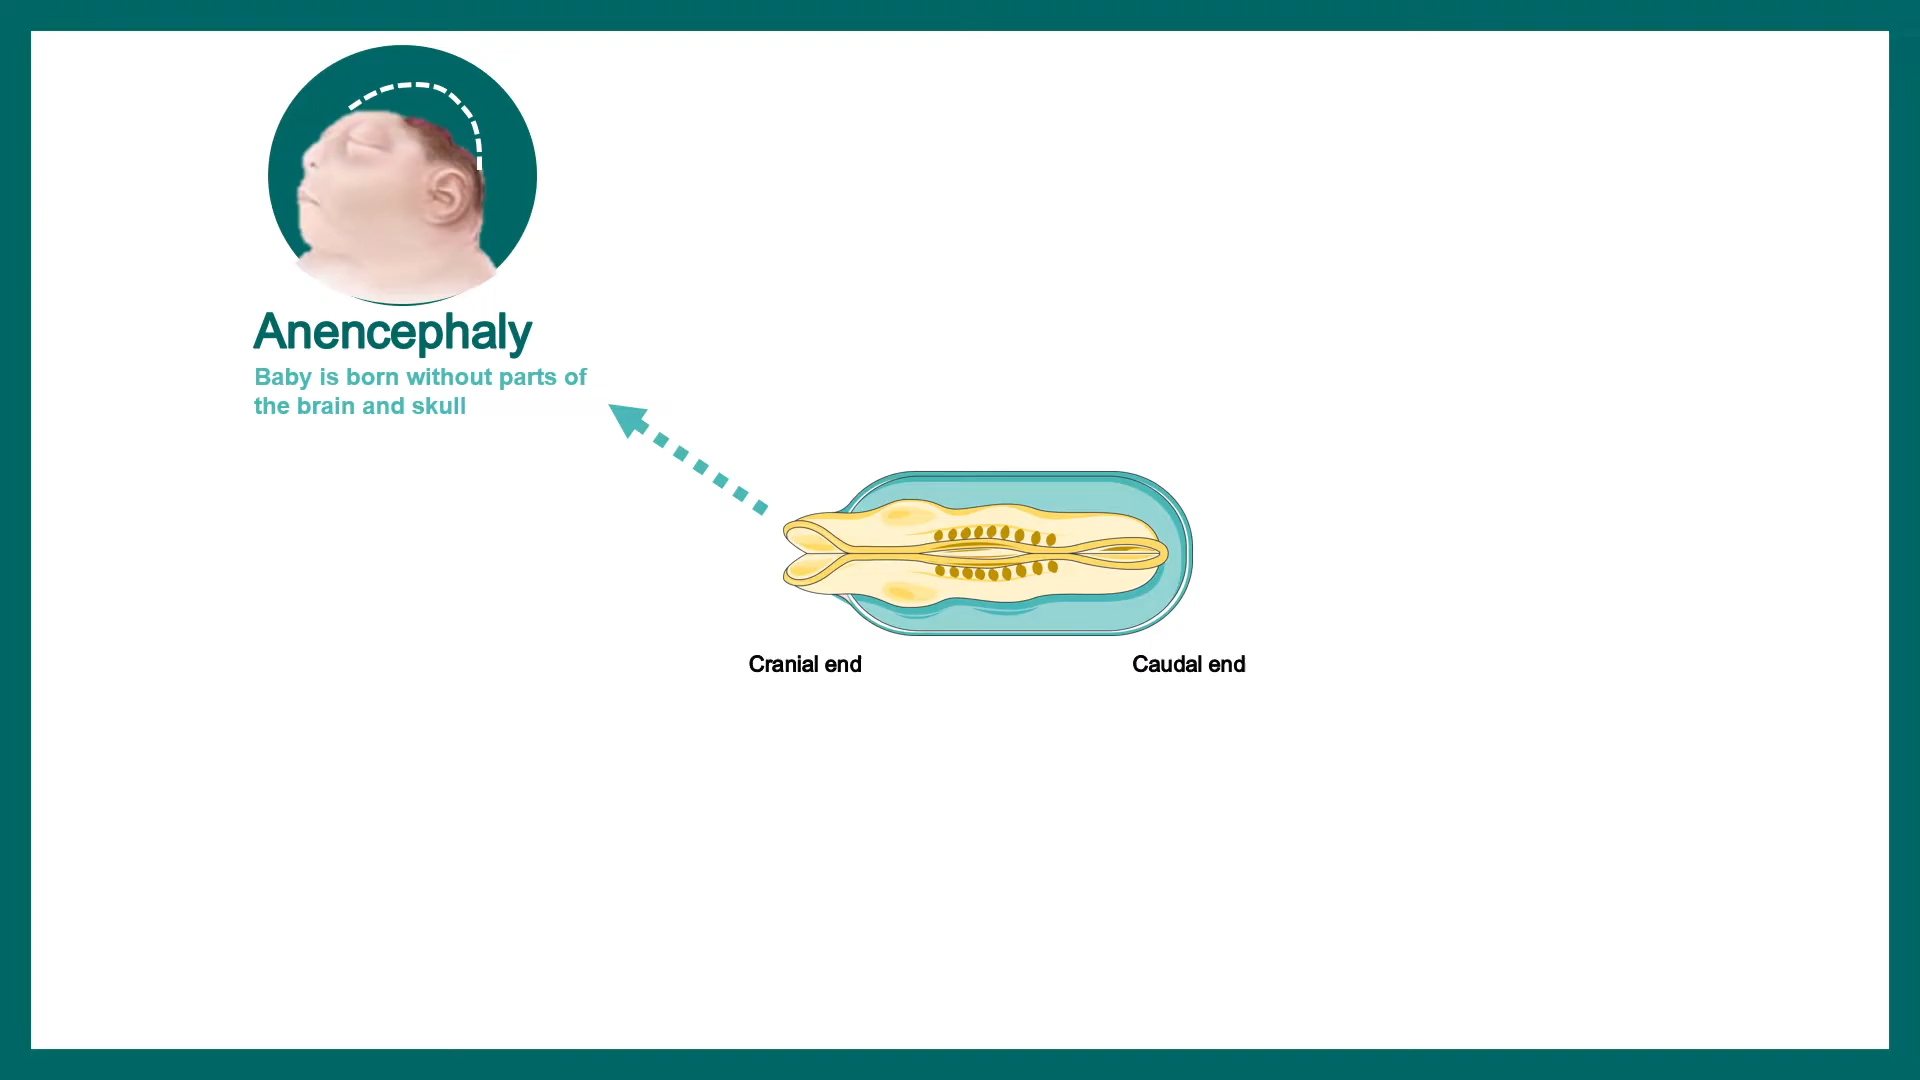 Anencephaly
Baby is born without parts of
the brain and skull
Cranial end
Caudal end